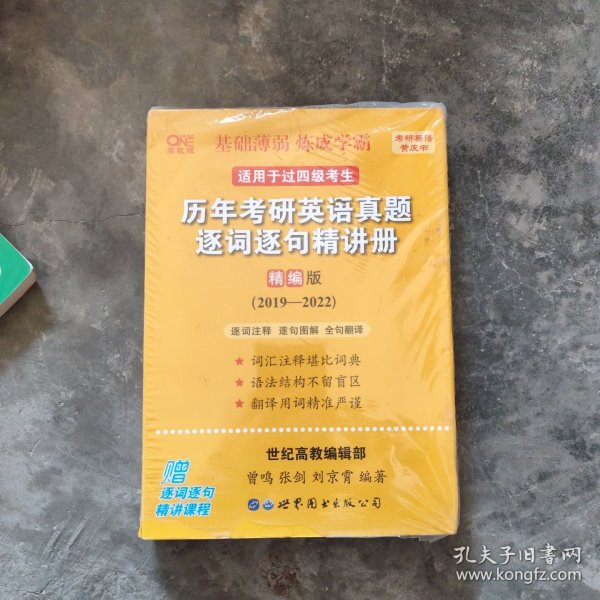 ONE
高教版
基础薄弱 炼成学霸
考研英语
黄皮书
适用于过四级考生
历年考研英语真题
逐词逐句精讲册
精编版
(2019—2022)
逐词注释 逐句图解 全句翻译
★ 词汇注释堪比词典
★ 语法结构不留盲区
★ 翻译用词精准严谨
世纪高教编辑部
曾鸣 张剑 刘京霄 编著
赠
逐词逐句
精讲课程
世界图书出版公司
孔夫子旧书网
www.kongfz.com